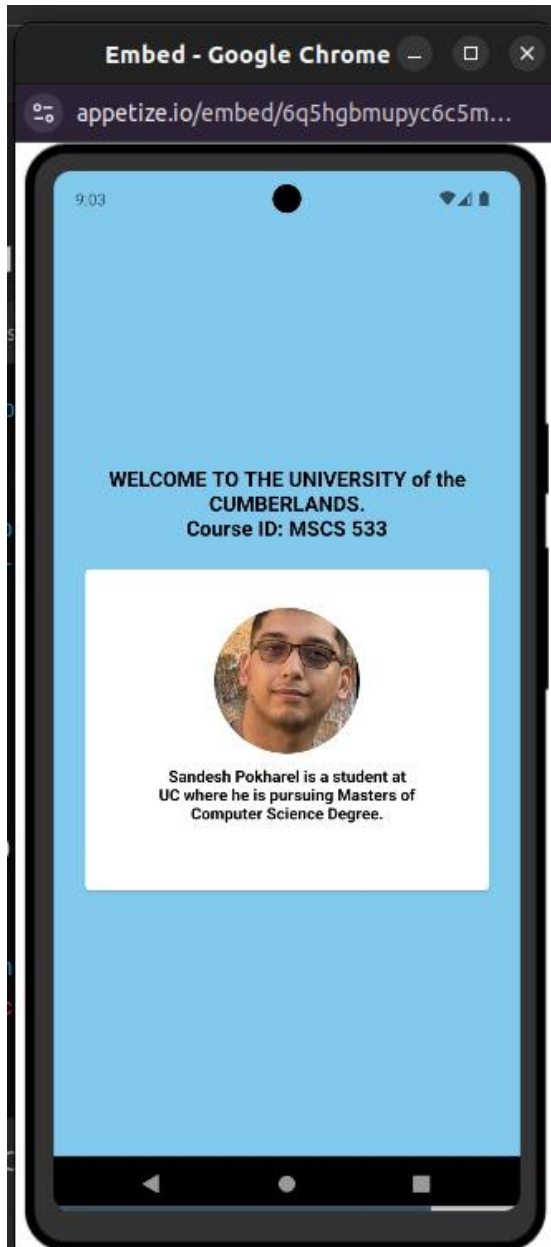 Embed - Google Chrome
appetize.io/embed/6q5hgbmupyc6c5m...
9:03
WELCOME TO THE UNIVERSITY of the
CUMBERLANDS.
Course ID: MSCS 533
Sandesh Pokharel is a student at
UC where he is pursuing Masters of
Computer Science Degree.